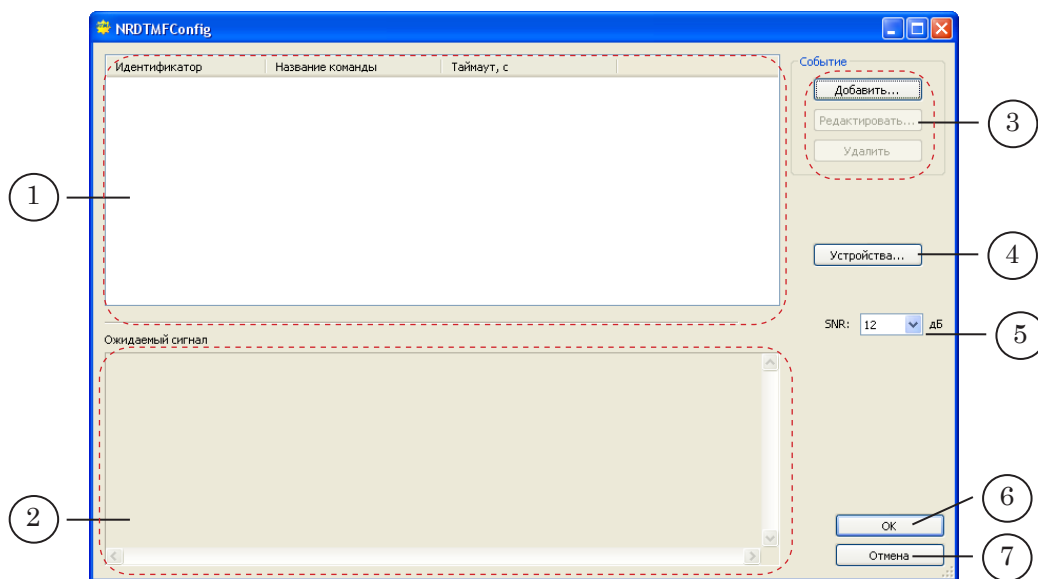 NRDTMFConfig
Идентификатор Название команды Таймаут, с
Событие
Добавить...
Редактировать...
Удалить
3
1
Устройства...
4
SNR: 12 дБ
5
Ожидаемый сигнал
2
6
OK
Отмена
7